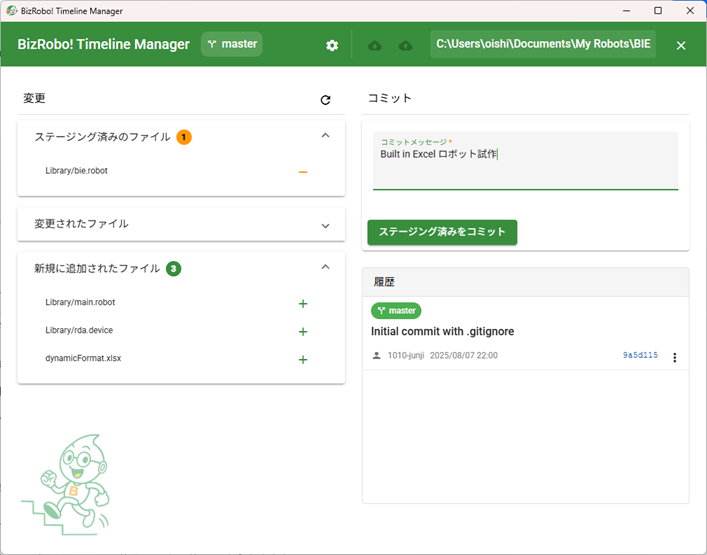 BizRobo! Timeline Manager
BizRobo! Timeline Manager master C:\Users\oishi\Documents\My Robots\BIE
変更
ステージング済みのファイル 1
Library/bie.robot
変更されたファイル
新規に追加されたファイル 3
Library/main.robot
Library/rda.device
dynamicFormat.xlsx
B
コミット
コミットメッセージ *
Built in Excel ロボット試作
ステージング済みをコミット
履歴
master
Initial commit with .gitignore
1010-junji 2025/08/07 22:00 9a5d115